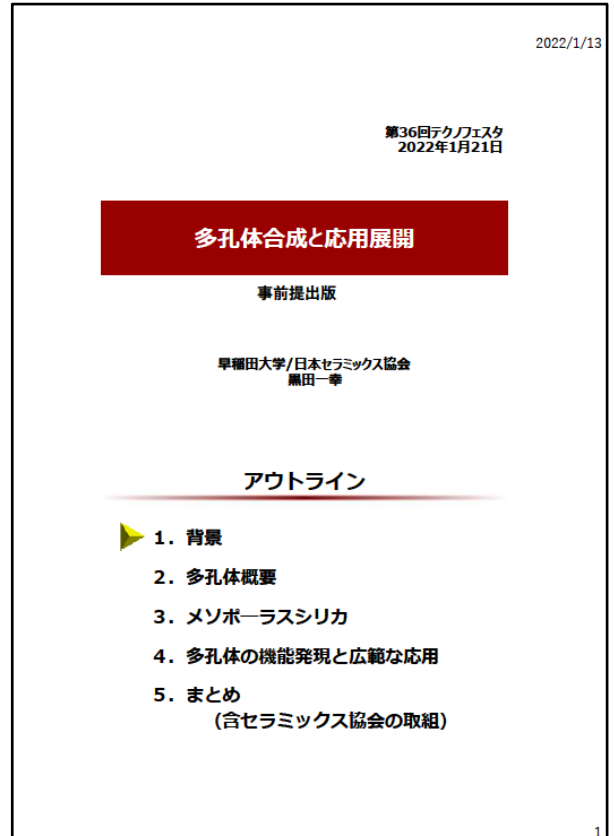 2022/1/13
第36回テクノフェスタ
2022年1月21日
多孔体合成と応用展開
事前提出版
早稲田大学/日本セラミックス協会
黒田一幸
アウトライン
1. 背景
2. 多孔体概要
3. メソポーラスシリカ
4. 多孔体の機能発現と広範な応用
5. まとめ
(含セラミックス協会の取組)
1